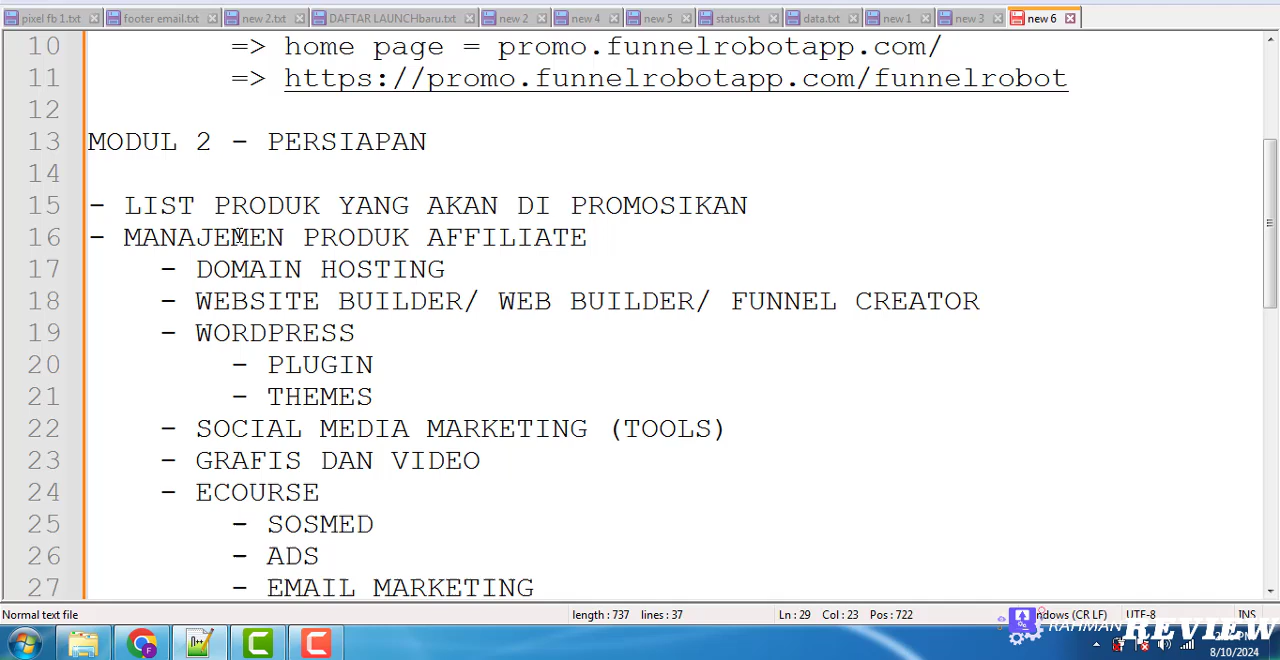 pixel fb 1.txt footer email.txt new 2.txt DAFTAR LAUNCHbaru.txt new 2 new 4 new 5 status.txt data.txt new 1 new 3 new 6
10 => home page = promo.funnelrobotapp.com/
11 => https://promo.funnelrobotapp.com/funnelrobot
12
13 MODUL 2 - PERSIAPAN
14
15 - LIST PRODUK YANG AKAN DI PROMOSIKAN
16 - MANAJEMEN PRODUK AFFILIATE
17 - DOMAIN HOSTING
18 - WEBSITE BUILDER/ WEB BUILDER/ FUNNEL CREATOR
19 - WORDPRESS
20 - PLUGIN
21 - THEMES
22 - SOCIAL MEDIA MARKETING (TOOLS)
23 - GRAFIS DAN VIDEO
24 - ECOURSE
25 - SOSMED
26 - ADS
27 - EMAIL MARKETING
Normal text file length : 737 lines : 37 Ln : 29 Col : 23 Pos : 722 ndows (CR LF) UTF-8 INS
RAHMAN REVIEW
8/10/2024